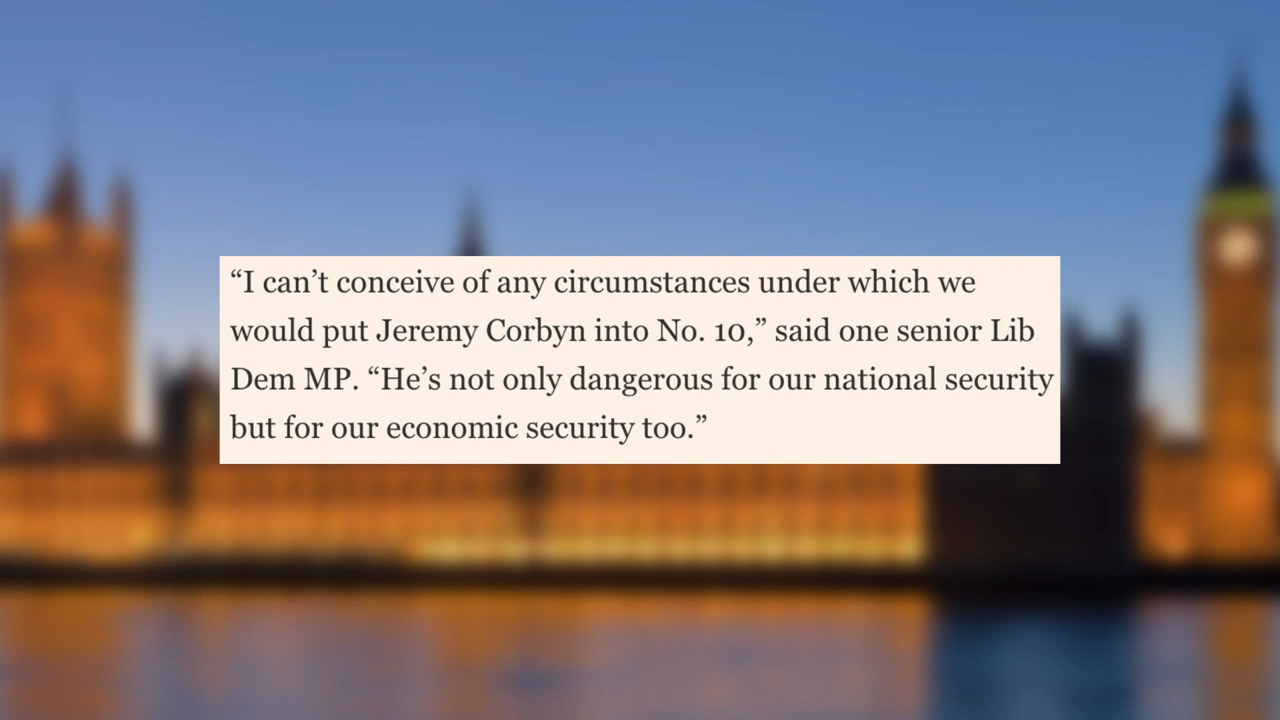 “I can’t conceive of any circumstances under which we
would put Jeremy Corbyn into No. 10,” said one senior Lib
Dem MP. “He’s not only dangerous for our national security
but for our economic security too.”